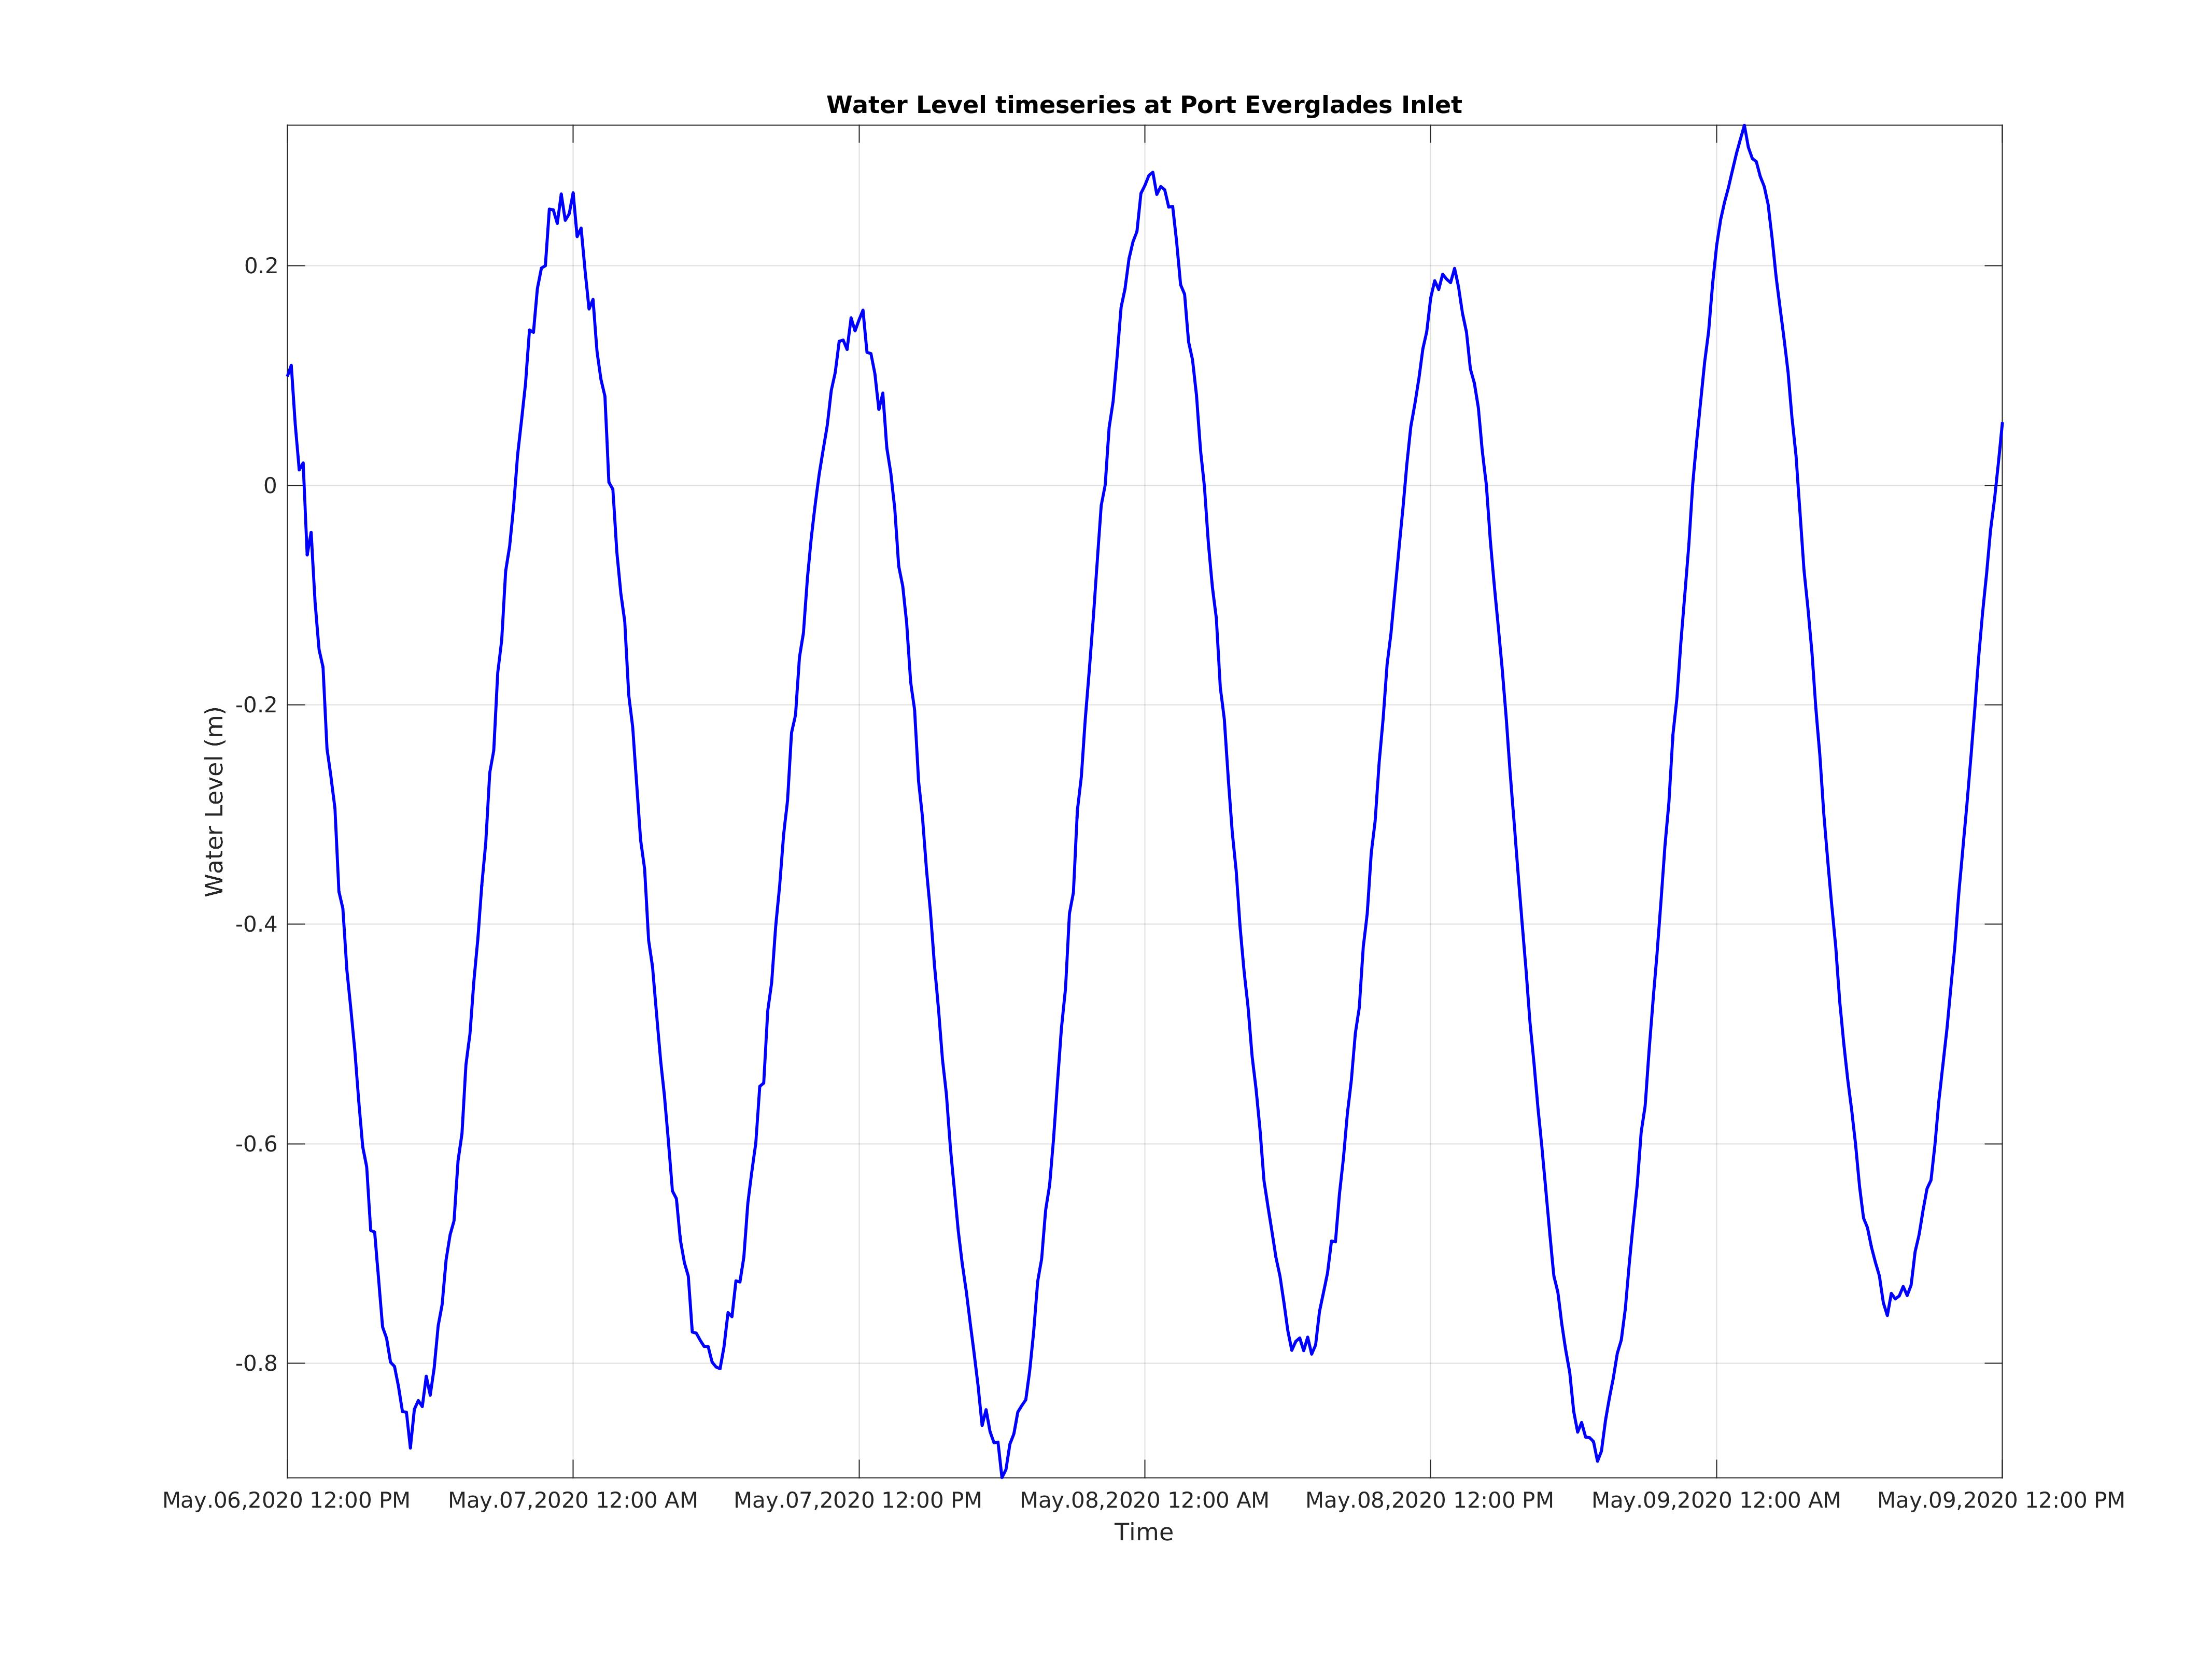 Water Level timeseries at Port Everglades Inlet
0.2
0
-0.2
-0.4
-0.6
-0.8
Water Level (m)
May.06,2020 12:00 PM May.07,2020 12:00 AM May.07,2020 12:00 PM May.08,2020 12:00 AM May.08,2020 12:00 PM May.09,2020 12:00 AM May.09,2020 12:00 PM
Time